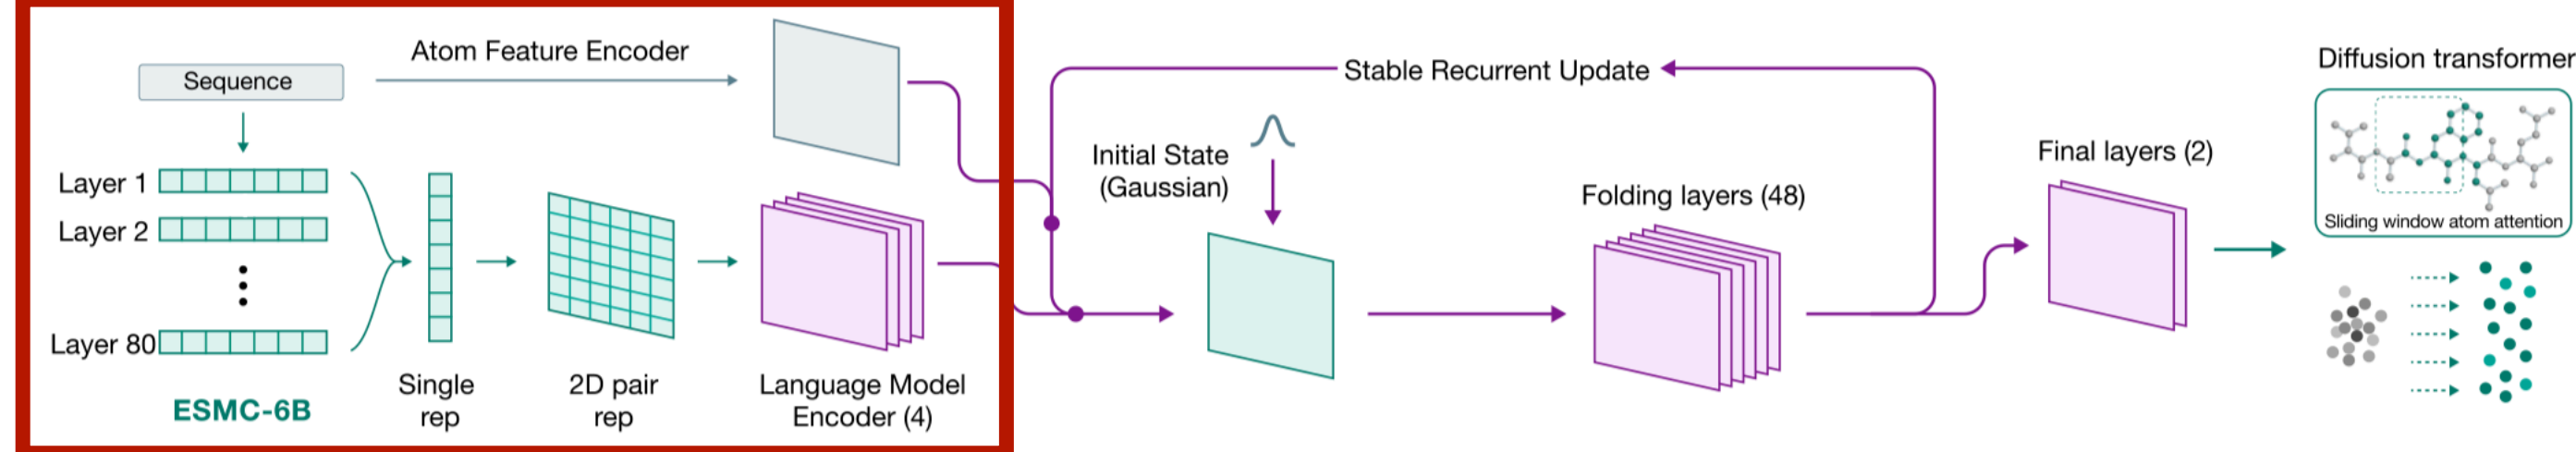 Sequence
Atom Feature Encoder
Layer 1
Layer 2
Layer 80
ESMC-6B
Single
rep
2D pair
rep
Language Model
Encoder (4)
Stable Recurrent Update
Initial State
(Gaussian)
Folding layers (48)
Final layers (2)
Diffusion transformer
Sliding window atom attention